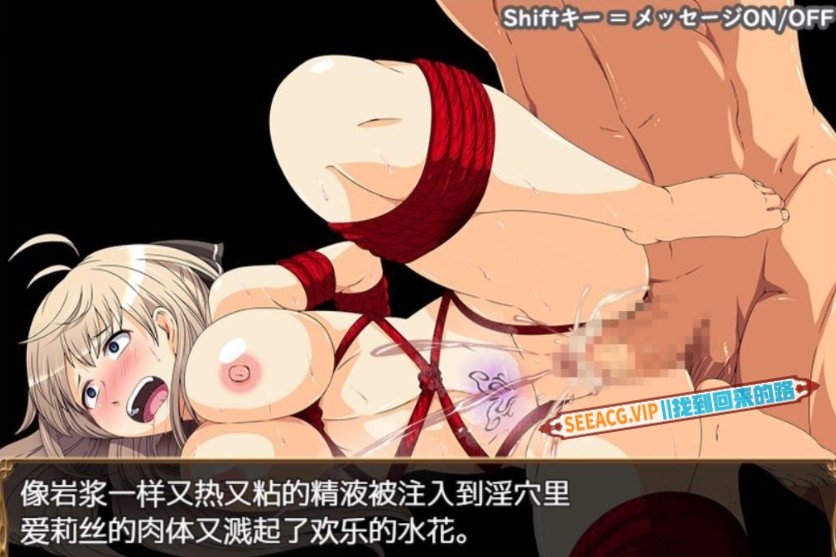 Shiftキー = メッセージON/OFF
SEEACG.VIP||找到回来的路
像岩浆一样又热又粘的精液被注入到淫穴里
爱莉丝的肉体又溅起了欢乐的水花。